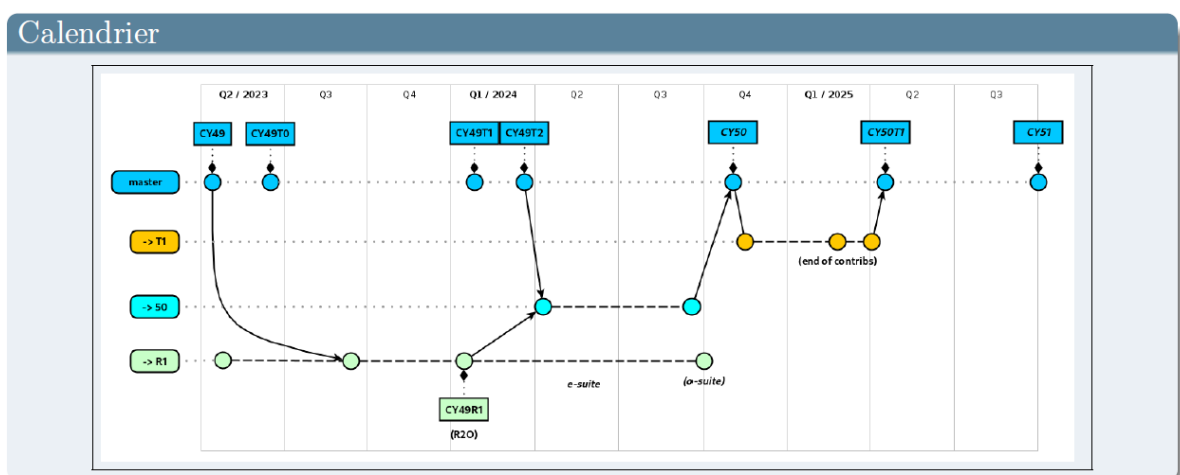 Calendrier
Q2 / 2023 Q3 Q4 Q1 / 2024 Q2 Q3 Q4 Q1 / 2025 Q2 Q3
CY49 CY49T0 CY49T1 CY49T2 CY50 CY50T1 CY51
master
-> T1
(end of contribs)
-> 50
-> R1
e-suite
(α-suite)
CY49R1
(R2O)